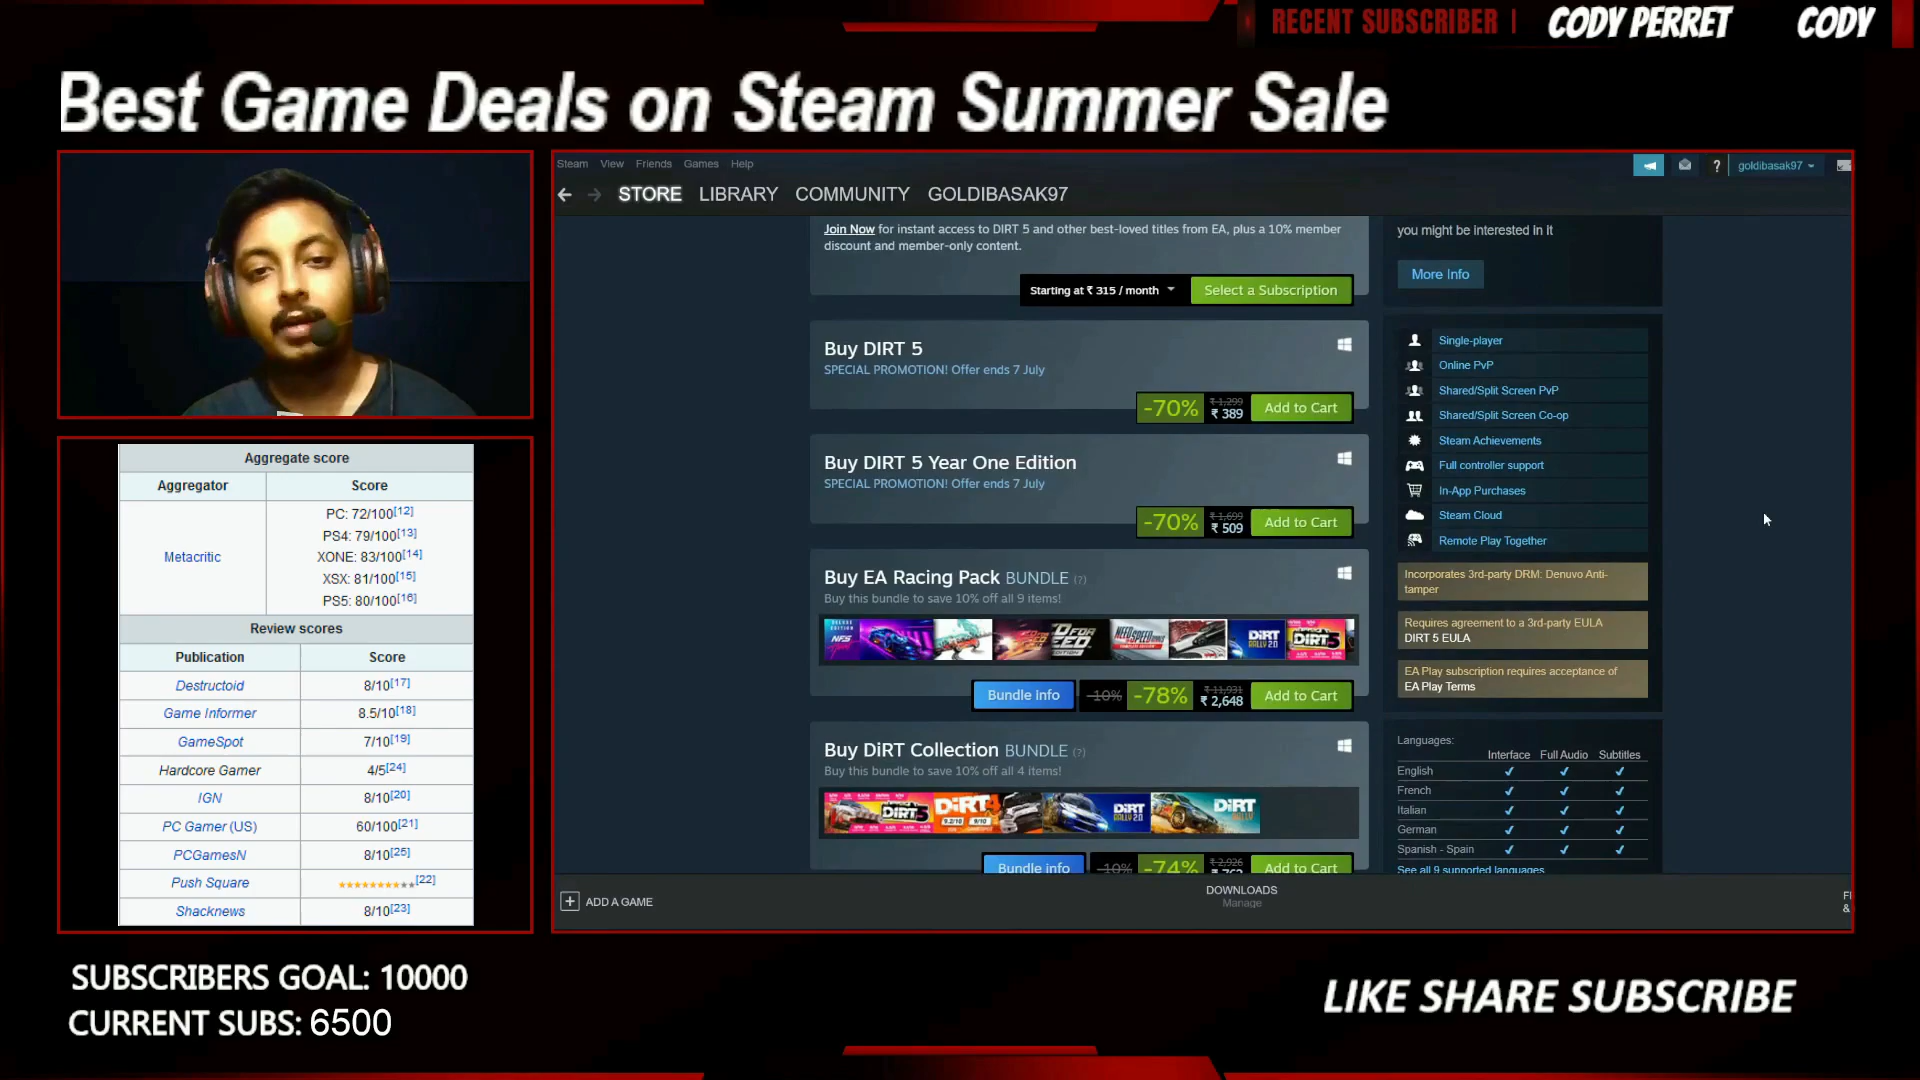 RECENT SUBSCRIBER | CODY PERRET CODY
Best Game Deals on Steam Summer Sale
Steam View Friends Games Help
goldibasak97
STORE LIBRARY COMMUNITY GOLDIBASAK97
Join Now for instant access to DIRT 5 and other best-loved titles from EA, plus a 10% member
discount and member-only content.
Starting at ₹ 315 / month
Select a Subscription
Buy DIRT 5
SPECIAL PROMOTION! Offer ends 7 July
-70% ₹ 1,299 ₹ 389 Add to Cart
Buy DIRT 5 Year One Edition
SPECIAL PROMOTION! Offer ends 7 July
-70% ₹ 1,699 ₹ 509 Add to Cart
Buy EA Racing Pack BUNDLE (?)
Buy this bundle to save 10% off all 9 items!
Bundle info -10% -78% ₹ 11,931 ₹ 2,648 Add to Cart
Buy DiRT Collection BUNDLE (?)
Buy this bundle to save 10% off all 4 items!
Bundle info -10% -74% ₹ 2,926 Add to Cart
you might be interested in it
More Info
Single-player
Online PvP
Shared/Split Screen PvP
Shared/Split Screen Co-op
Steam Achievements
Full controller support
In-App Purchases
Steam Cloud
Remote Play Together
Incorporates 3rd-party DRM: Denuvo Anti-
tamper
Requires agreement to a 3rd-party EULA
DIRT 5 EULA
EA Play subscription requires acceptance of
EA Play Terms
Languages:
Interface Full Audio Subtitles
English ✔ ✔ ✔
French ✔ ✔ ✔
Italian ✔ ✔ ✔
German ✔ ✔ ✔
Spanish - Spain ✔ ✔ ✔
See all 9 supported languages
ADD A GAME
DOWNLOADS
Manage
Aggregate score
Aggregator Score
Metacritic
PC: 72/100[12]
PS4: 79/100[13]
XONE: 83/100[14]
XSX: 81/100[15]
PS5: 80/100[16]
Review scores
Publication Score
Destructoid 8/10[17]
Game Informer 8.5/10[18]
GameSpot 7/10[19]
Hardcore Gamer 4/5[24]
IGN 8/10[20]
PC Gamer (US) 60/100[21]
PCGamesN 8/10[25]
Push Square ★★★★★★★★★★[22]
Shacknews 8/10[23]
SUBSCRIBERS GOAL: 10000
CURRENT SUBS: 6500
LIKE SHARE SUBSCRIBE